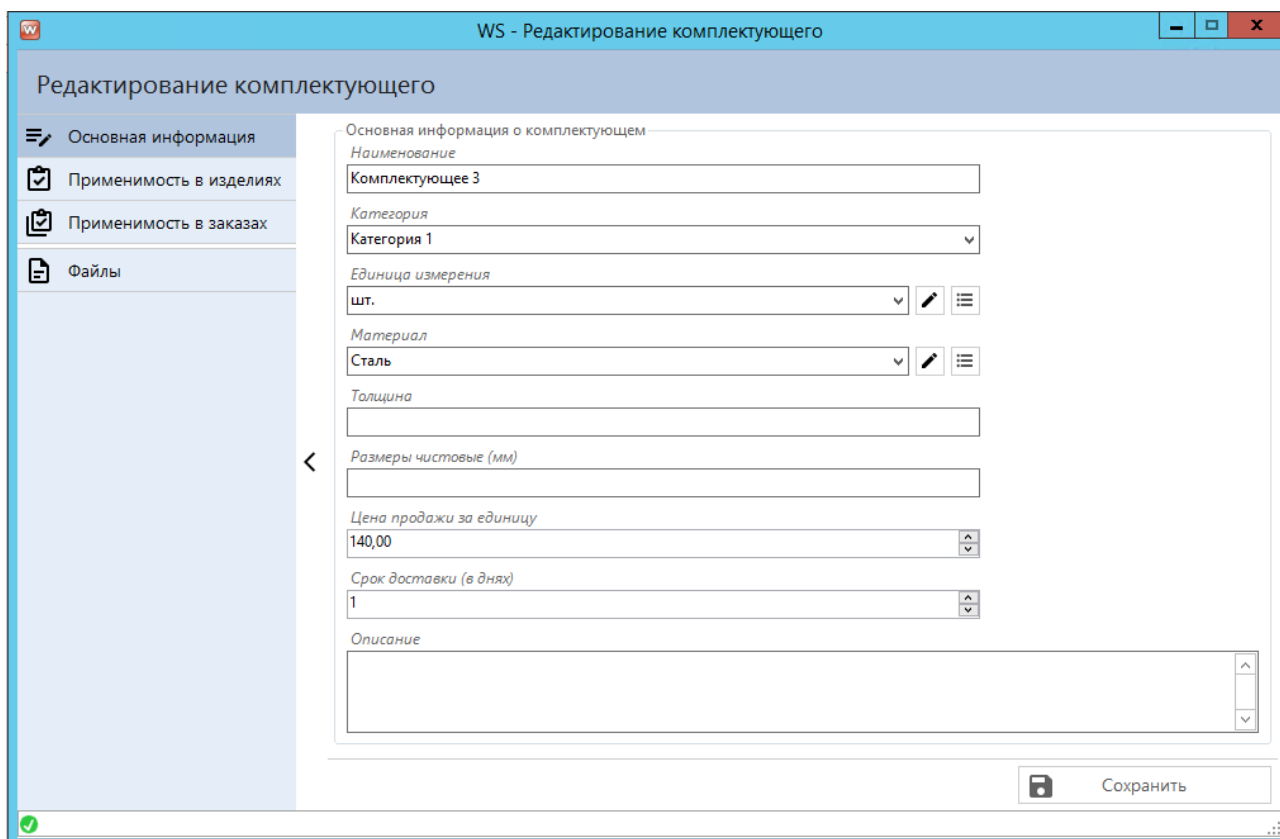 WS - Редактирование комплектующего
Редактирование комплектующего
Основная информация
Применимость в изделиях
Применимость в заказах
Файлы
Основная информация о комплектующем
Наименование
Комплектующее 3
Категория
Категория 1
Единица измерения
шт.
Материал
Сталь
Толщина
Размеры чистовые (мм)
Цена продажи за единицу
140,00
Срок доставки (в днях)
1
Описание
Сохранить